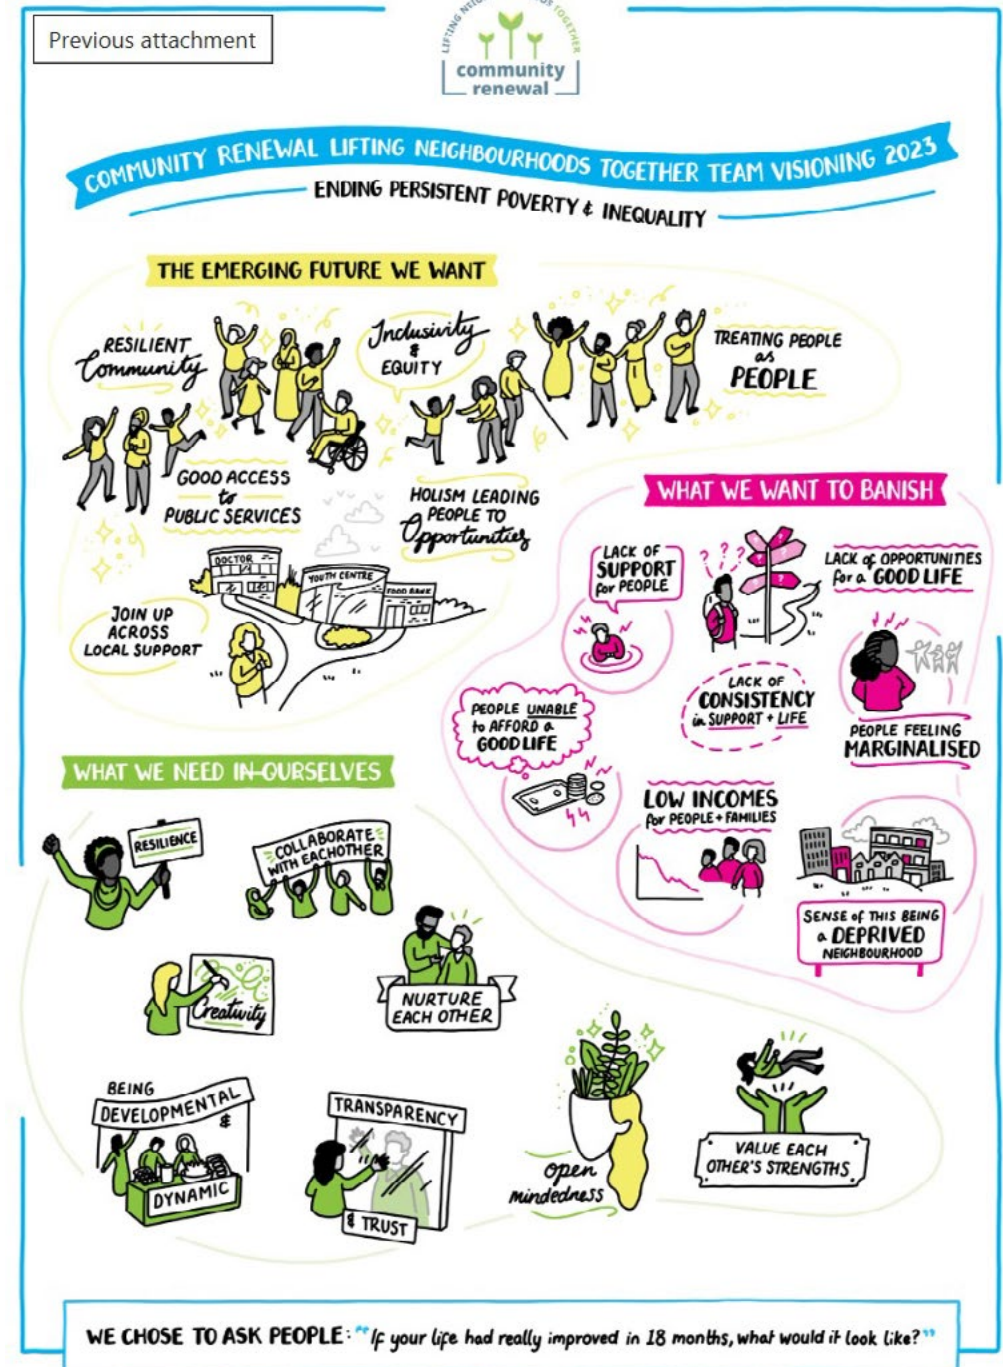 Previous attachment
LIFTING NEIGHBOURHOODS TOGETHER
community
renewal
COMMUNITY RENEWAL LIFTING NEIGHBOURHOODS TOGETHER TEAM VISIONING 2023
ENDING PERSISTENT POVERTY & INEQUALITY
THE EMERGING FUTURE WE WANT
RESILIENT
Community
Inclusivity
&
EQUITY
TREATING PEOPLE
as
PEOPLE
GOOD ACCESS
to
PUBLIC SERVICES
HOLISM LEADING
PEOPLE TO
Opportunities
DOCTOR
YOUTH CENTRE
FOOD BANK
JOIN UP
ACROSS
LOCAL SUPPORT
WHAT WE WANT TO BANISH
LACK OF
SUPPORT
for PEOPLE
? ? ?
?
?
LACK of OPPORTUNITIES
for a GOOD LIFE
LACK OF
CONSISTENCY
in SUPPORT + LIFE
PEOPLE FEELING
MARGINALISED
PEOPLE UNABLE
to AFFORD a
GOOD LIFE
LOW INCOMES
for PEOPLE + FAMILIES
SENSE of THIS BEING
a DEPRIVED
NEIGHBOURHOOD
WHAT WE NEED IN OURSELVES
RESILIENCE
COLLABORATE
WITH EACHOTHER
Creativity
NURTURE
EACH OTHER
BEING
DEVELOPMENTAL
&
DYNAMIC
TRANSPARENCY
& TRUST
open
mindedness
VALUE EACH
OTHER'S STRENGTHS
WE CHOSE TO ASK PEOPLE: "If your life had really improved in 18 months, what would it look like?"